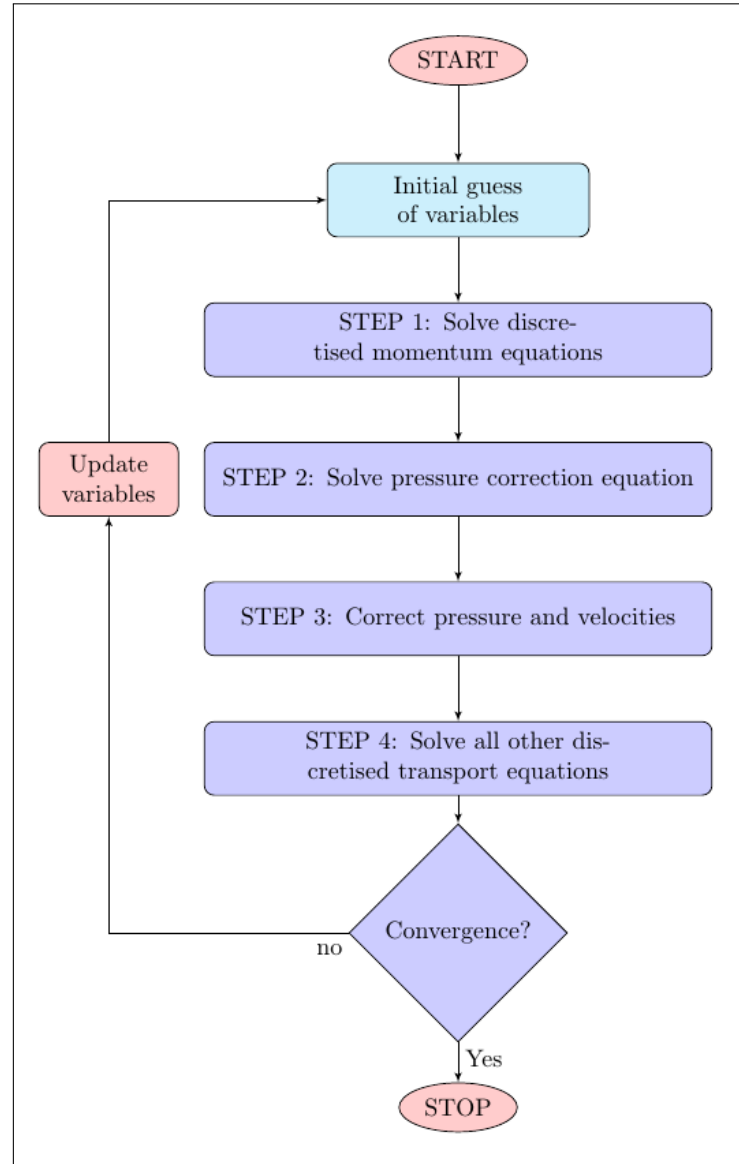 START
Initial guess
of variables
STEP 1: Solve discre-
tised momentum equations
Update
variables
STEP 2: Solve pressure correction equation
STEP 3: Correct pressure and velocities
STEP 4: Solve all other dis-
cretised transport equations
Convergence?
no
Yes
STOP